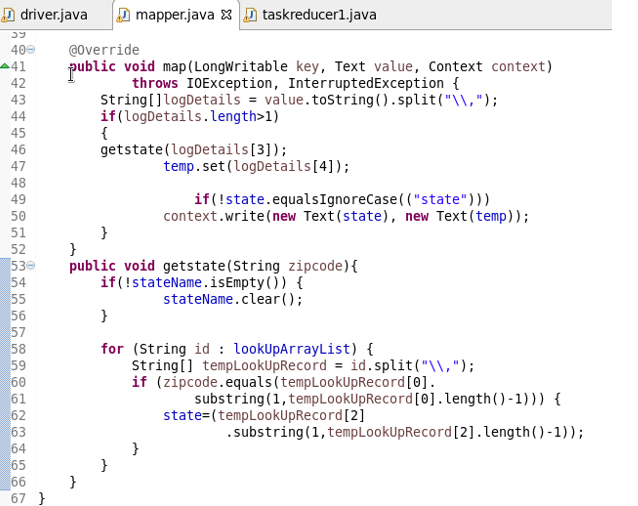 driver.java mapper.java taskreducer1.java
39
40 @Override
41 public void map(LongWritable key, Text value, Context context)
42 throws IOException, InterruptedException {
43 String[]logDetails = value.toString().split("\\,");
44 if(logDetails.length>1)
45 {
46 getstate(logDetails[3]);
47 temp.set(logDetails[4]);
48
49 if(!state.equalsIgnoreCase(("state")))
50 context.write(new Text(state), new Text(temp));
51 }
52 }
53 public void getstate(String zipcode){
54 if(!stateName.isEmpty()) {
55 stateName.clear();
56 }
57
58 for (String id : lookUpArrayList) {
59 String[] tempLookUpRecord = id.split("\\,");
60 if (zipcode.equals(tempLookUpRecord[0].
61 substring(1,tempLookUpRecord[0].length()-1))) {
62 state=(tempLookUpRecord[2]
63 .substring(1,tempLookUpRecord[2].length()-1));
64 }
65 }
66 }
67 }